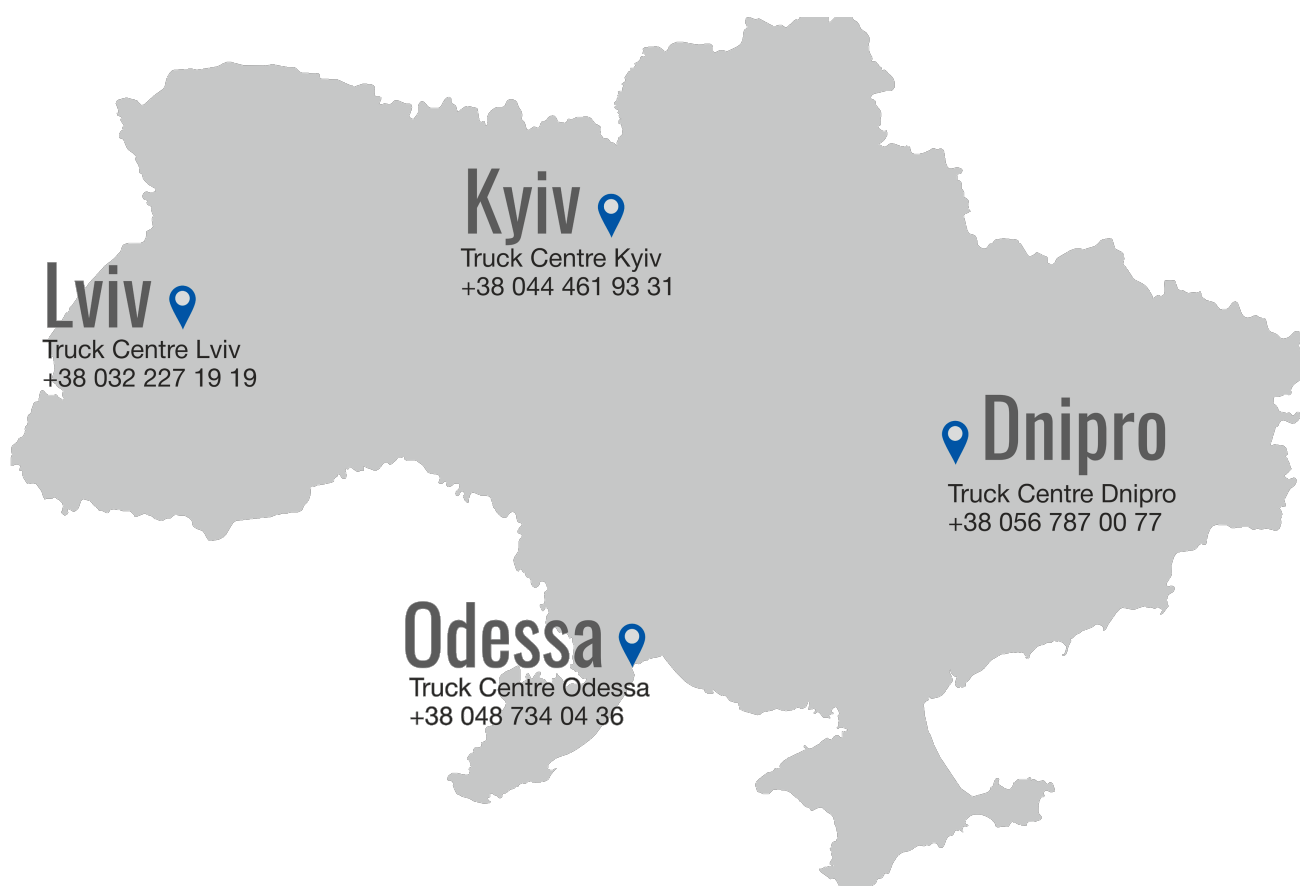 Kyiv
Truck Centre Kyiv
+38 044 461 93 31
Lviv
Truck Centre Lviv
+38 032 227 19 19
Dnipro
Truck Centre Dnipro
+38 056 787 00 77
Odessa
Truck Centre Odessa
+38 048 734 04 36